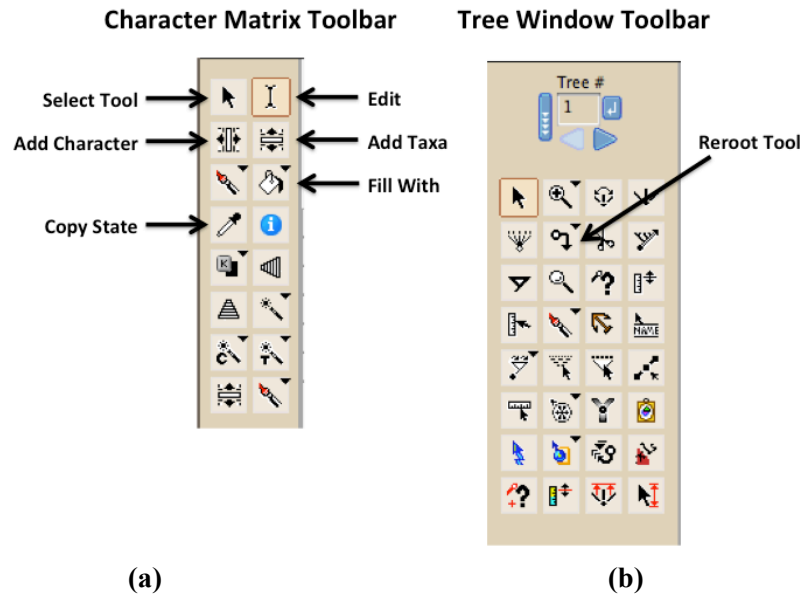 Character Matrix Toolbar
Tree Window Toolbar
Select Tool
Edit
Add Character
Add Taxa
Fill With
Copy State
K
i
C
T
Tree #
1
Reroot Tool
NAME
(a)
(b)